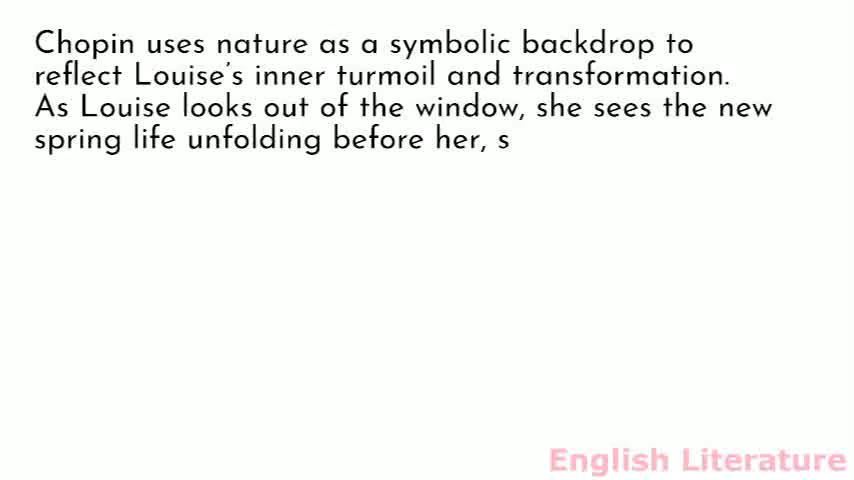 Chopin uses nature as a symbolic backdrop to
reflect Louise's inner turmoil and transformation.
As Louise looks out of the window, she sees the new
spring life unfolding before her, s
English Literature